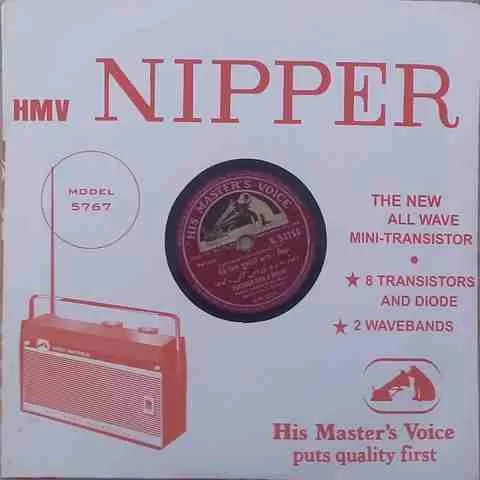 HMV NIPPER
MODEL
5767
HIS MASTER'S VOICE
THE NEW
ALL WAVE
MINI-TRANSISTOR
★ 8 TRANSISTORS
AND DIODE
★ 2 WAVEBANDS
His Master's Voice
puts quality first